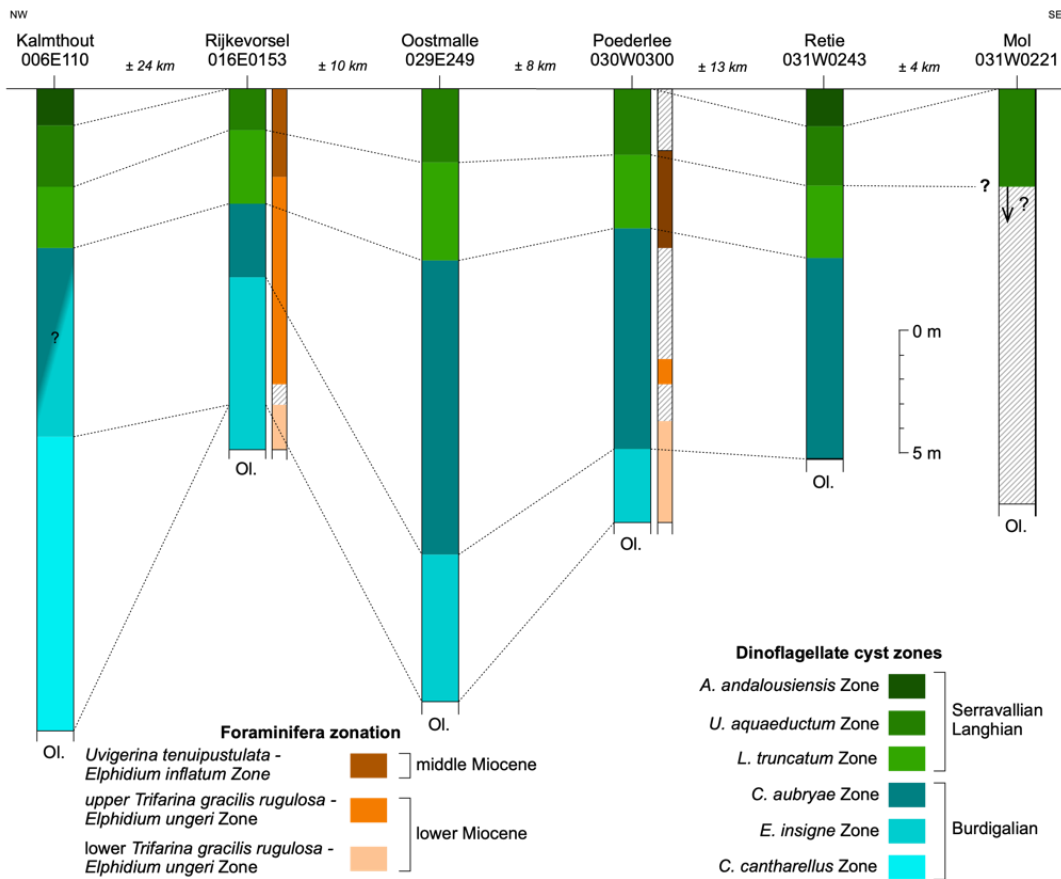 NW
SE
Kalmthout
006E110
± 24 km
Rijkevorsel
016E0153
± 10 km
Oostmalle
029E249
± 8 km
Poederlee
030W0300
± 13 km
Retie
031W0243
± 4 km
Mol
031W0221
?
?
?
0 m
5 m
Ol.
Ol.
Ol.
Ol.
Ol.
Ol.
Foraminifera zonation
Uvigerina tenuipustulata -
Elphidium inflatum Zone
middle Miocene
upper Trifarina gracilis rugulosa -
Elphidium ungeri Zone
lower Trifarina gracilis rugulosa -
Elphidium ungeri Zone
lower Miocene
Dinoflagellate cyst zones
A. andalousiensis Zone
U. aquaeductum Zone
L. truncatum Zone
Serravallian
Langhian
C. aubryae Zone
E. insigne Zone
C. cantharellus Zone
Burdigalian